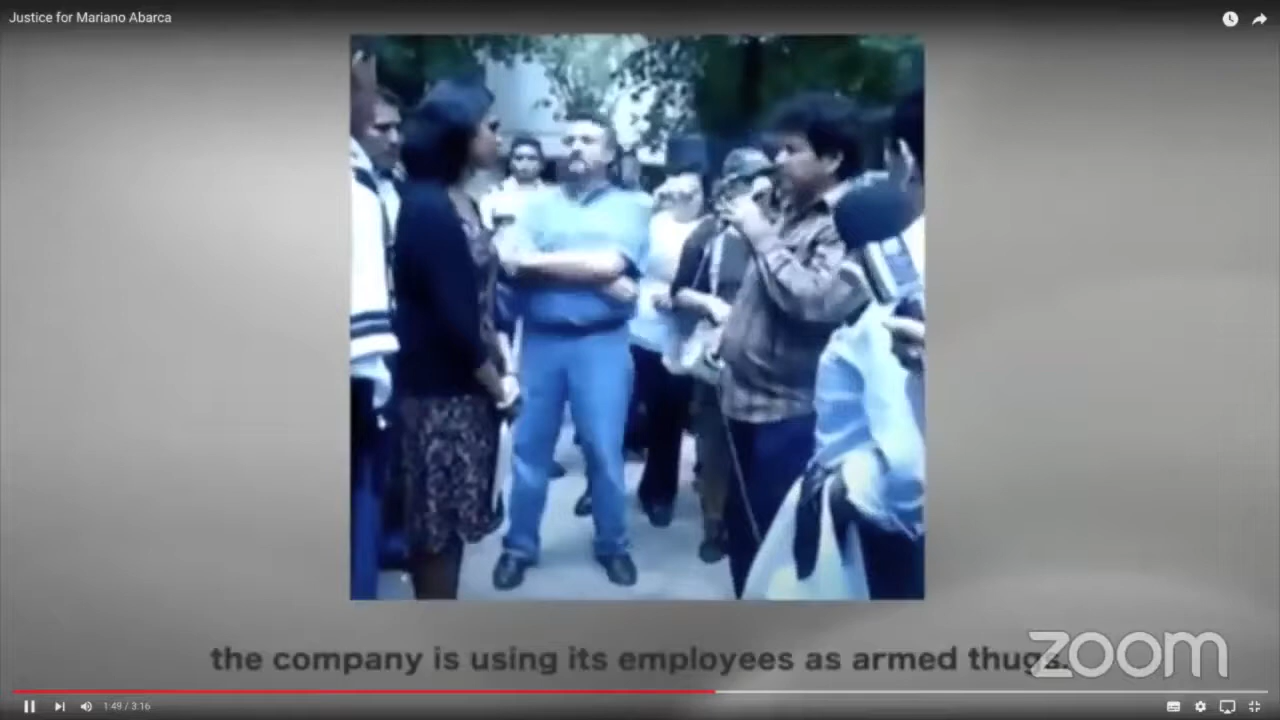 Justice for Mariano Abarca
the company is using its employees as armed thugs.
zoom
1:49 / 3:16